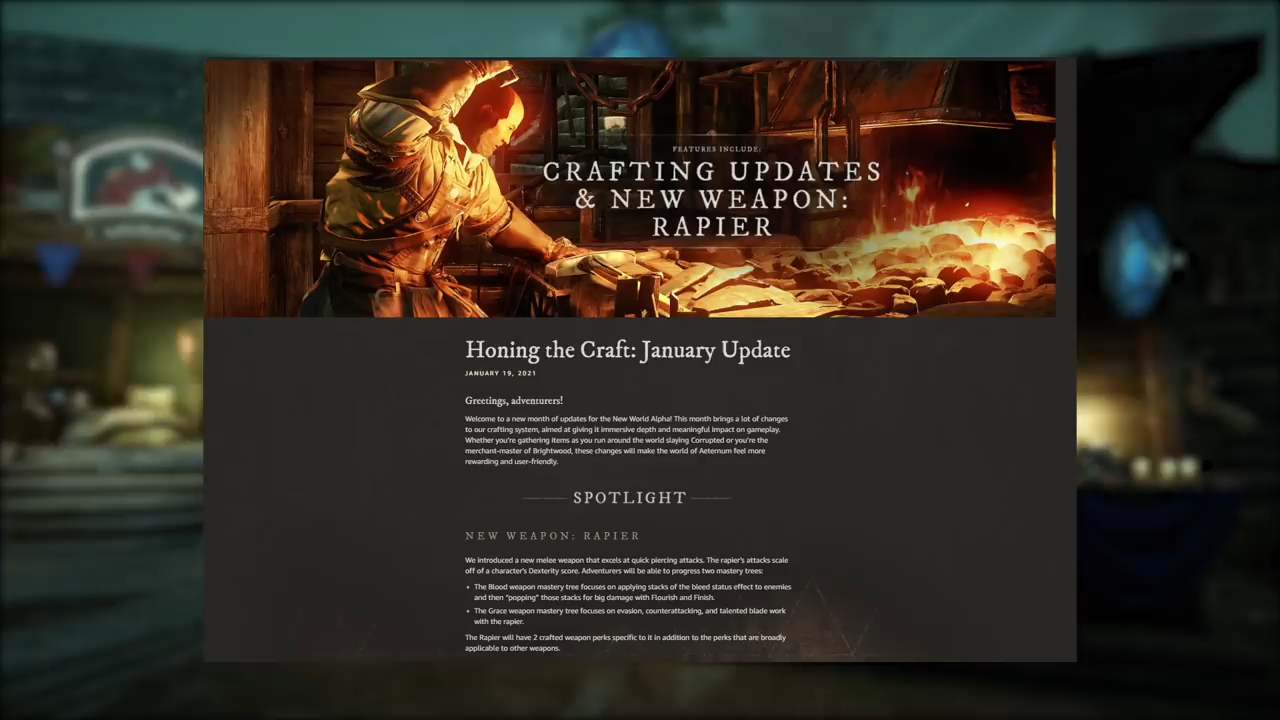 FEATURES INCLUDE:
CRAFTING UPDATES
& NEW WEAPON:
RAPIER
Honing the Craft: January Update
JANUARY 19, 2021
Greetings, adventurers!
Welcome to a new month of updates for the New World Alpha! This month brings a lot of changes
to our crafting system, aimed at giving it immersive depth and meaningful impact on gameplay.
Whether you're gathering items as you run around the world slaying Corrupted or you're the
merchant-master of Brightwood, these changes will make the world of Aeternum feel more
rewarding and user-friendly.
SPOTLIGHT
NEW WEAPON: RAPIER
We introduced a new melee weapon that excels at quick piercing attacks. The rapier's attacks scale
off of a character's Dexterity score. Adventurers will be able to progress two mastery trees:
• The Blood weapon mastery tree focuses on applying stacks of the bleed status effect to enemies
and then "popping" those stacks for big damage with Flourish and Finish.
• The Grace weapon mastery tree focuses on evasion, counterattacking, and talented blade work
with the rapier.
The Rapier will have 2 crafted weapon perks specific to it in addition to the perks that are broadly
applicable to other weapons.